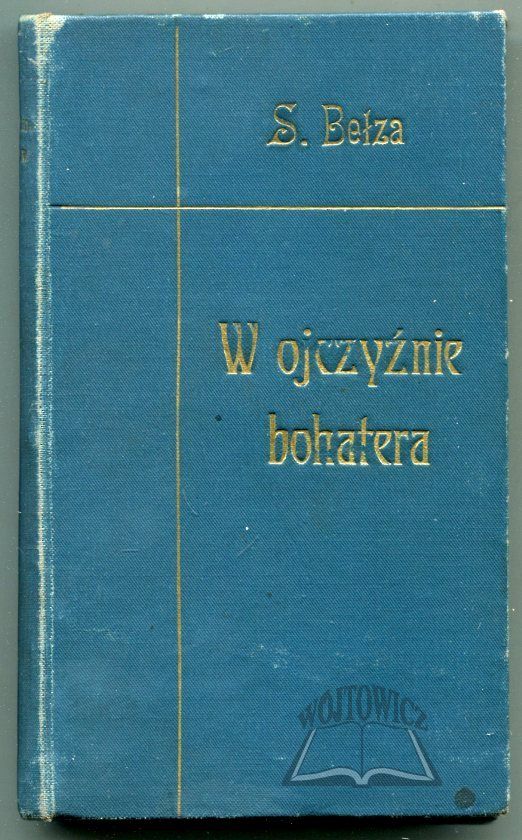 S. Bełza
W ojczyźnie
bohatera
WÓJTOWICZ